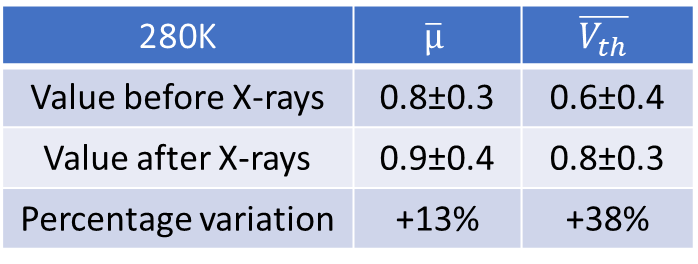 280K μ̅ V̅t̅h̅
Value before X-rays 0.8±0.3 0.6±0.4
Value after X-rays 0.9±0.4 0.8±0.3
Percentage variation +13% +38%